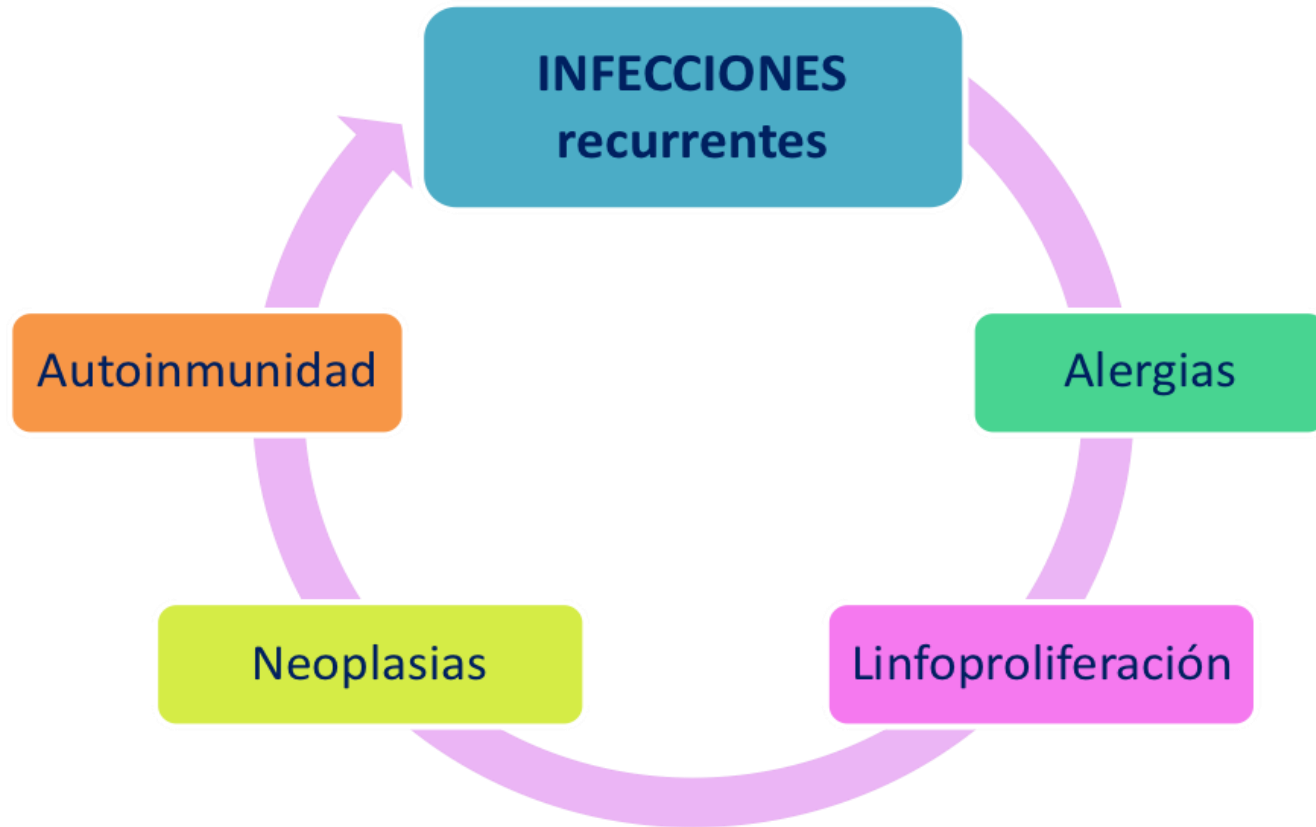 INFECCIONES
recurrentes
Autoinmunidad
Alergias
Neoplasias
Linfoproliferación